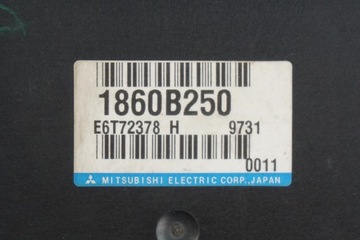 1860B250
E6T72378 H 9731
0011
MITSUBISHI ELECTRIC CORP., JAPAN